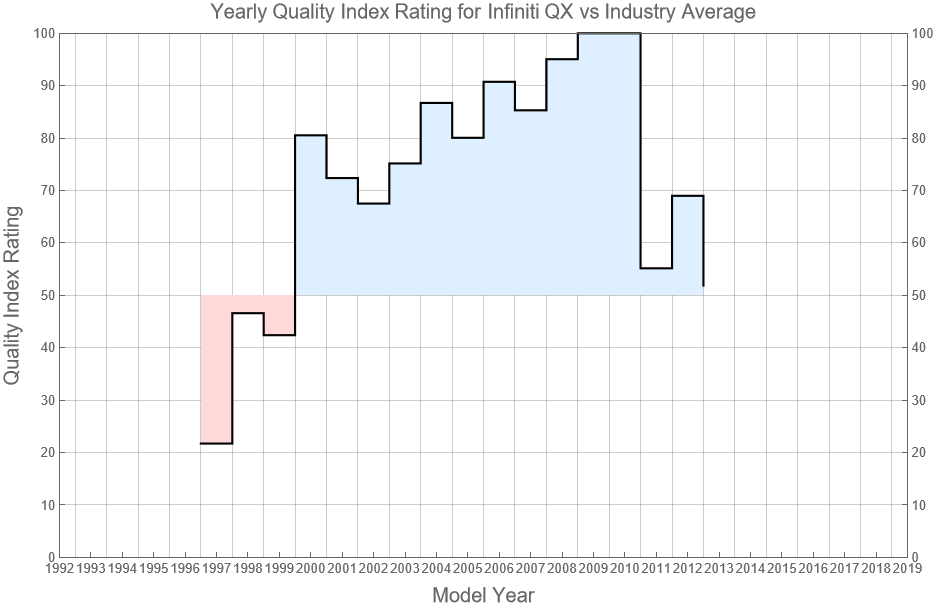 Yearly Quality Index Rating for Infiniti QX vs Industry Average
100 100
90 90
80 80
70 70
60 60
50 50
40 40
30 30
20 20
10 10
0 0
Quality Index Rating
1992 1993 1994 1995 1996 1997 1998 1999 2000 2001 2002 2003 2004 2005 2006 2007 2008 2009 2010 2011 2012 2013 2014 2015 2016 2017 2018 2019
Model Year